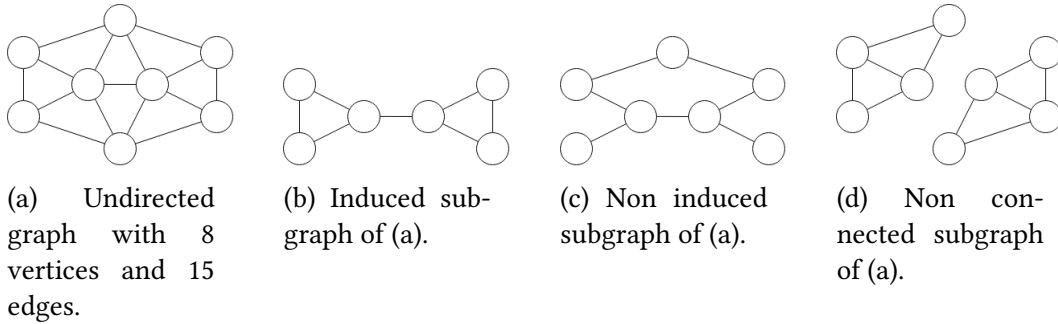 (a) Undirected
graph with 8
vertices and 15
edges.
(b) Induced sub-
graph of (a).
(c) Non induced
subgraph of (a).
(d) Non con-
nected subgraph
of (a).